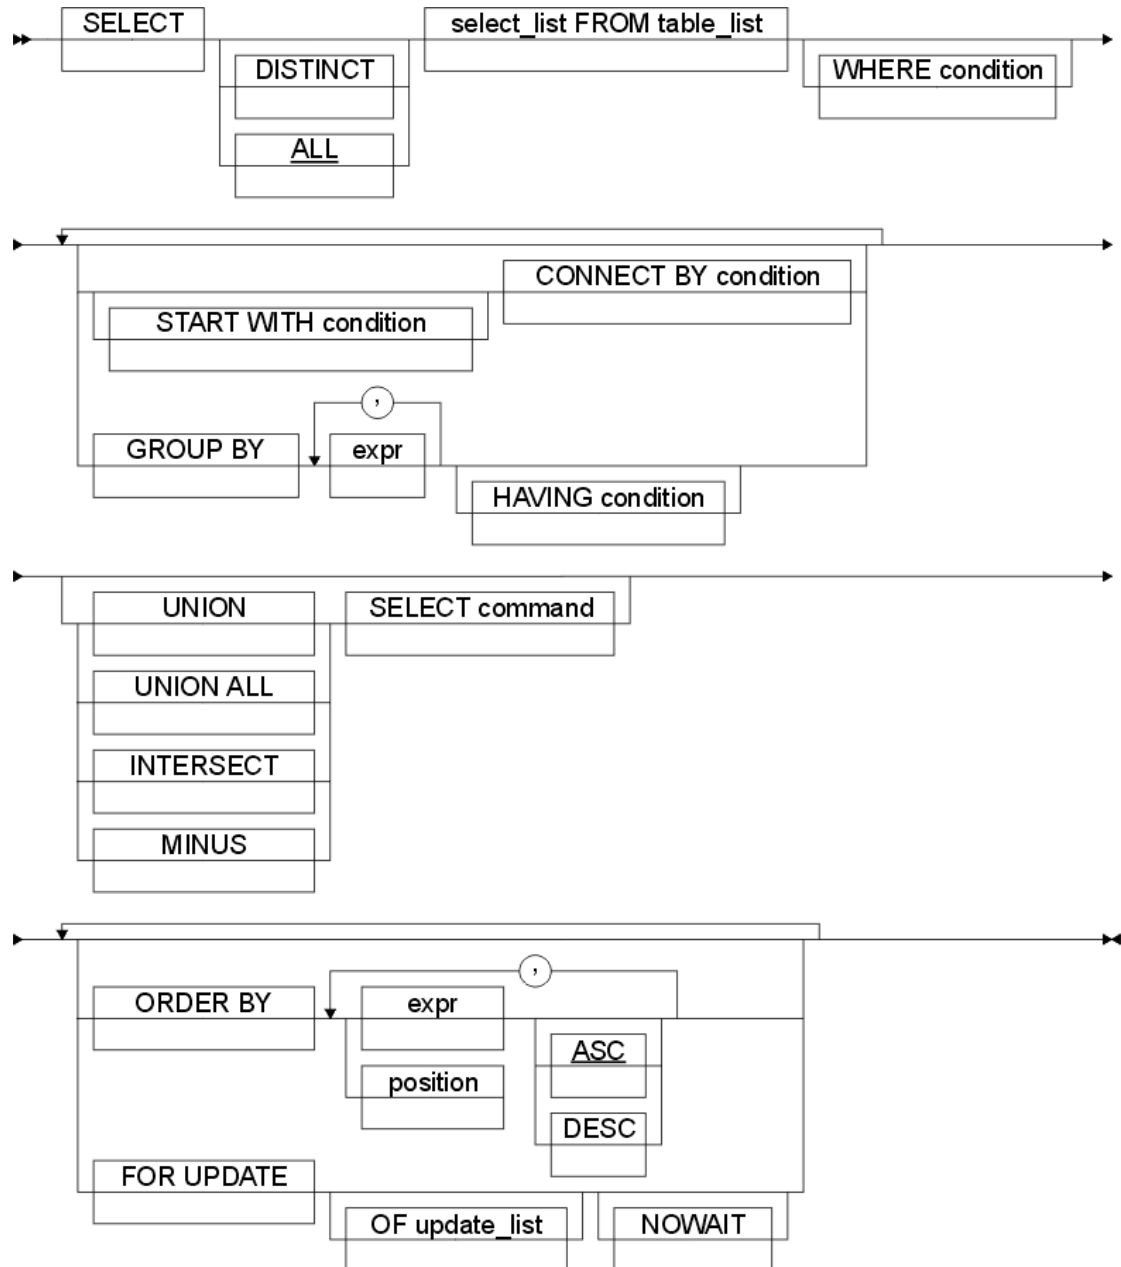 SELECT
select_list FROM table_list
DISTINCT
WHERE condition
ALL
CONNECT BY condition
START WITH condition
,
GROUP BY
expr
HAVING condition
UNION
SELECT command
UNION ALL
INTERSECT
MINUS
,
ORDER BY
expr
ASC
position
DESC
FOR UPDATE
OF update_list
NOWAIT